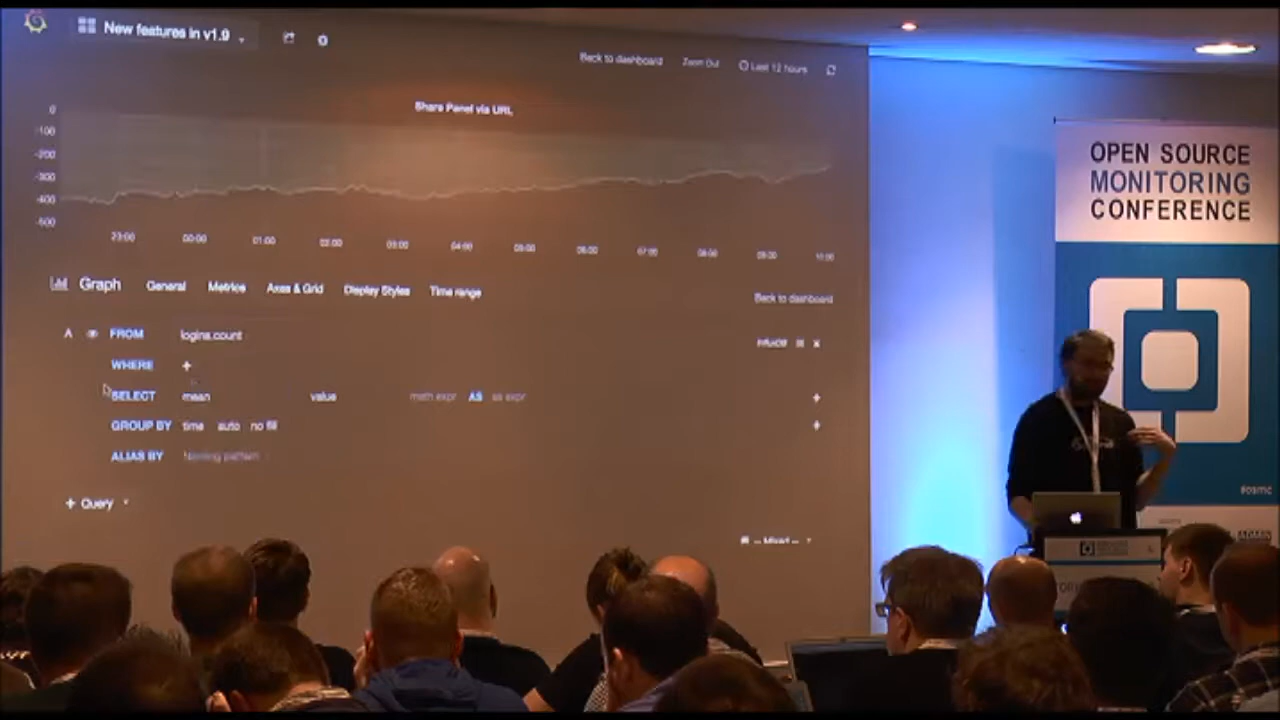 New features in v1.9
Back to dashboard Zoom Out Last 12 hours
Share Panel via URL
0
-100
-200
-300
-400
-500
23:00 00:00 01:00 02:00 03:00 04:00 05:00 06:00 07:00 08:00 09:00 10:00
Graph General Metrics Axes & Grid Display Styles Time range
Back to dashboard
A FROM logins.count
WHERE +
SELECT mean value math expr AS as expr +
GROUP BY time auto no fill +
ALIAS BY Naming pattern
+ Query
-- Mixed --
OPEN SOURCE
MONITORING
CONFERENCE
#osmc